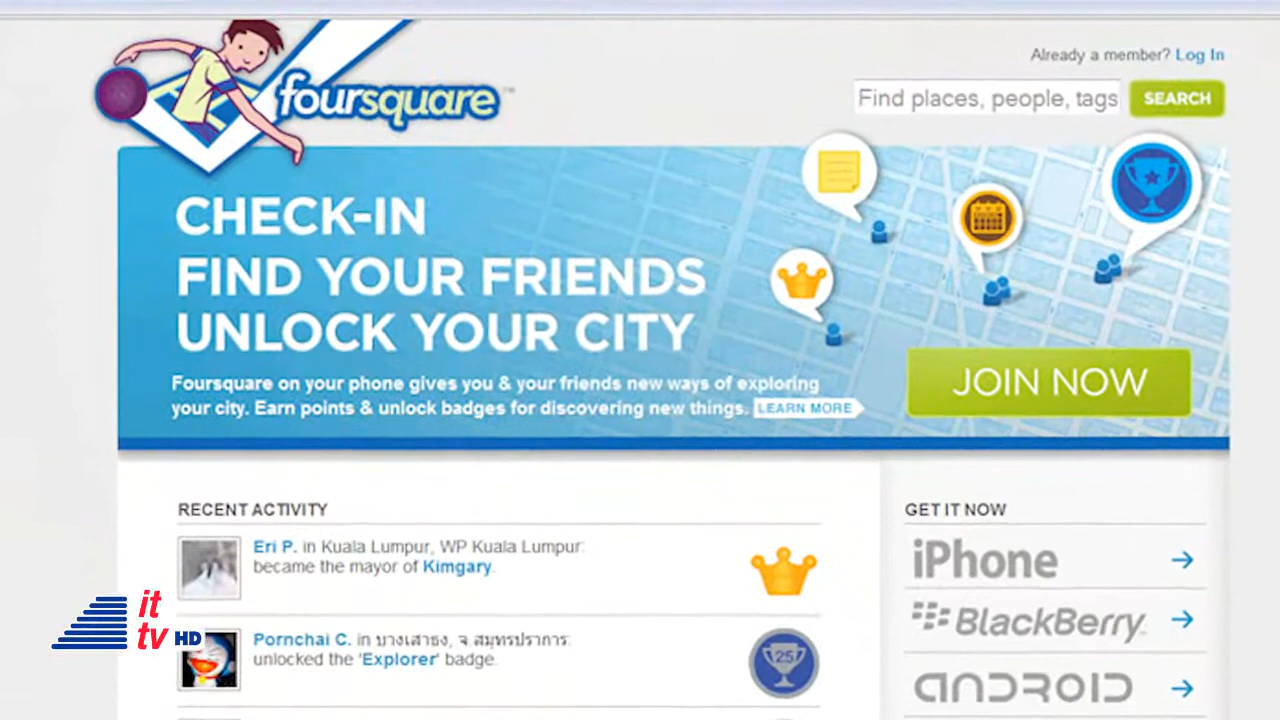 foursquare™
Already a member? Log In
Find places, people, tags
SEARCH
CHECK-IN
FIND YOUR FRIENDS
UNLOCK YOUR CITY
Foursquare on your phone gives you & your friends new ways of exploring
your city. Earn points & unlock badges for discovering new things. LEARN MORE
JOIN NOW
RECENT ACTIVITY
Eri P. in Kuala Lumpur, WP Kuala Lumpur:
became the mayor of Kimgary.
Pornchai C. in บางเสาธง, จ.สมุทรปราการ:
unlocked the 'Explorer' badge.
25
GET IT NOW
iPhone
BlackBerry
ANDROID
it
tv HD